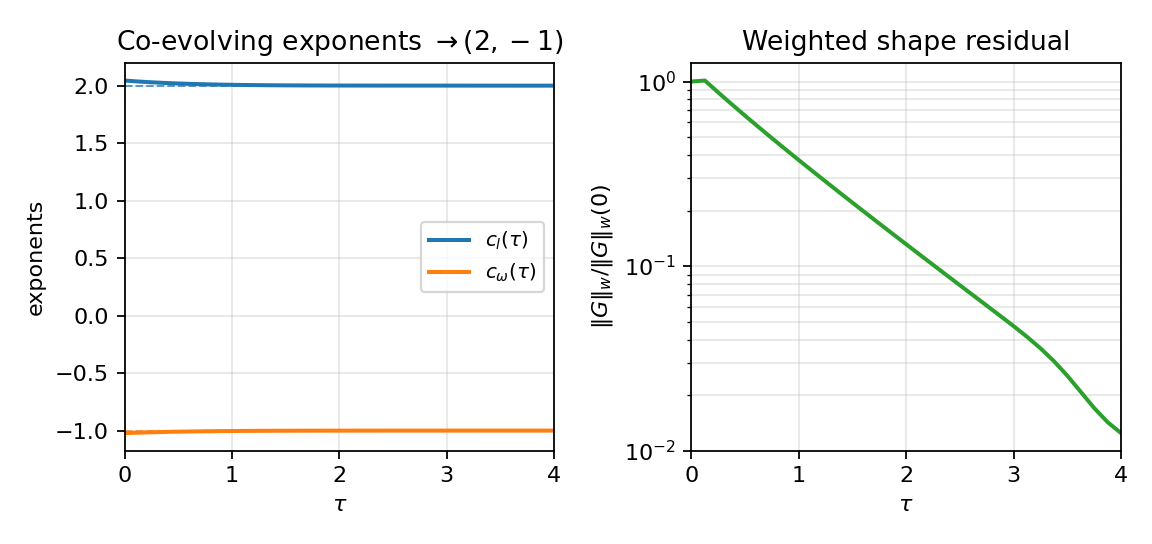 Co-evolving exponents → (2, −1)
exponents
2.0
1.5
1.0
0.5
0.0
−0.5
−1.0
0 1 2 3 4
τ
c_l(τ)
c_ω(τ)
Weighted shape residual
‖G‖_w/‖G‖_w(0)
10^0
10^−1
10^−2
0 1 2 3 4
τ